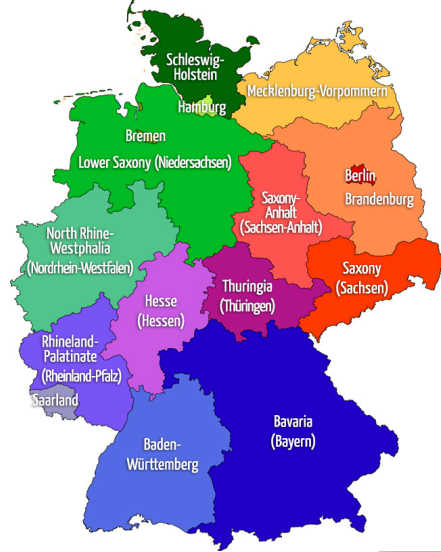 Schleswig-
Holstein
Mecklenburg-Vorpommern
Hamburg
Bremen
Lower Saxony (Niedersachsen)
Berlin
Brandenburg
Saxony-
Anhalt
(Sachsen-Anhalt)
North Rhine-
Westphalia
(Nordrhein-Westfalen)
Saxony
(Sachsen)
Thuringia
(Thüringen)
Hesse
(Hessen)
Rhineland-
Palatinate
(Rheinland-Pfalz)
Saarland
Bavaria
(Bayern)
Baden-
Württemberg